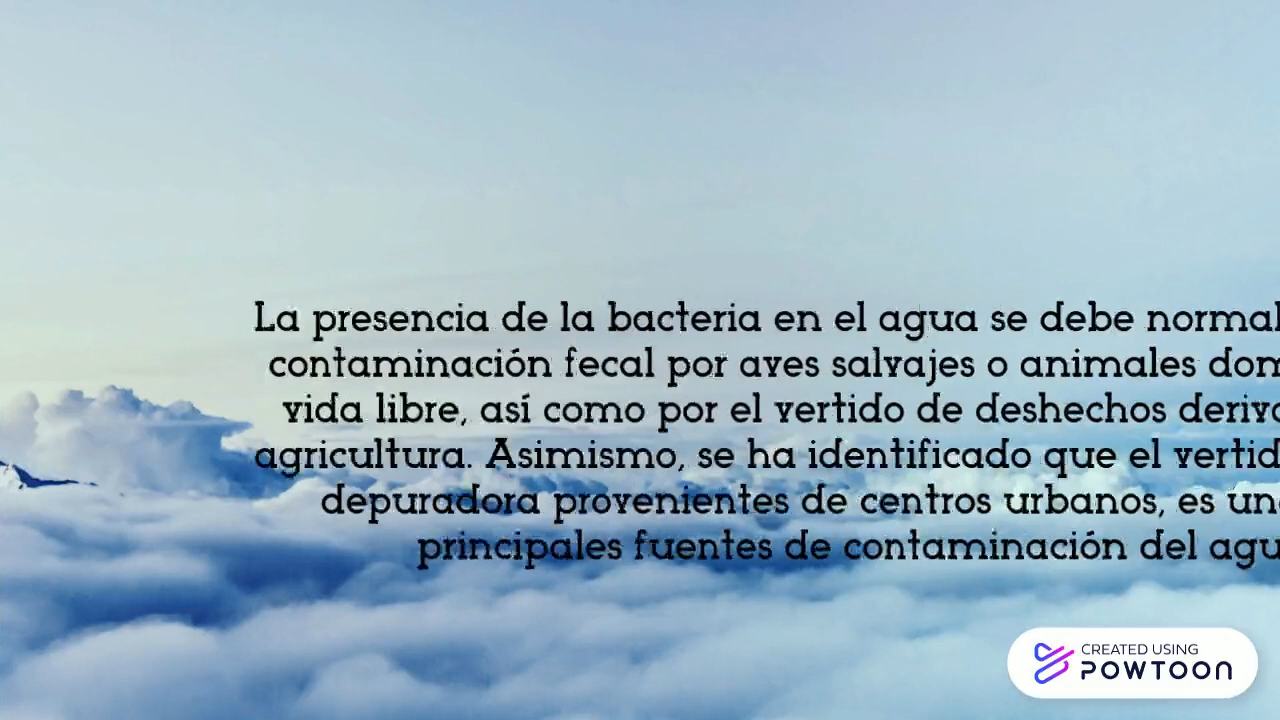 La presencia de la bacteria en el agua se debe normal
contaminación fecal por aves salvajes o animales dom
vida libre, así como por el vertido de deshechos deriva
agricultura. Asimismo, se ha identificado que el vertid
depuradora provenientes de centros urbanos, es una
principales fuentes de contaminación del agu
CREATED USING
POWTOON